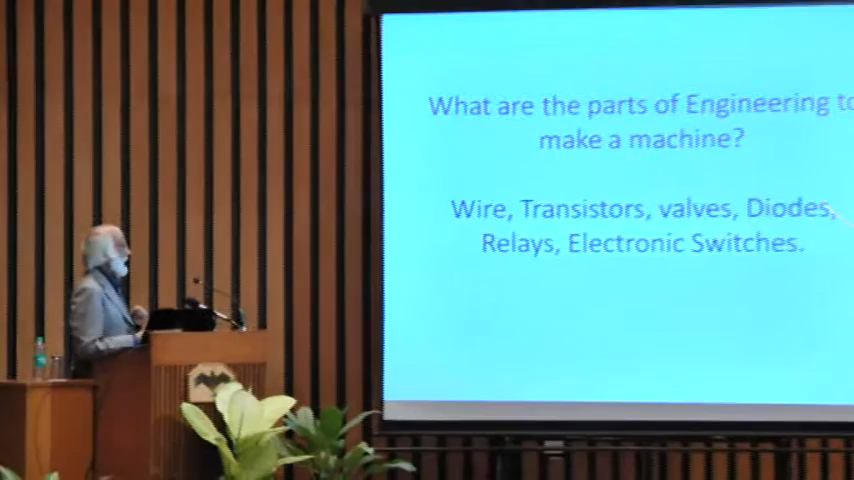 What are the parts of Engineering to
make a machine?
Wire, Transistors, valves, Diodes,
Relays, Electronic Switches.